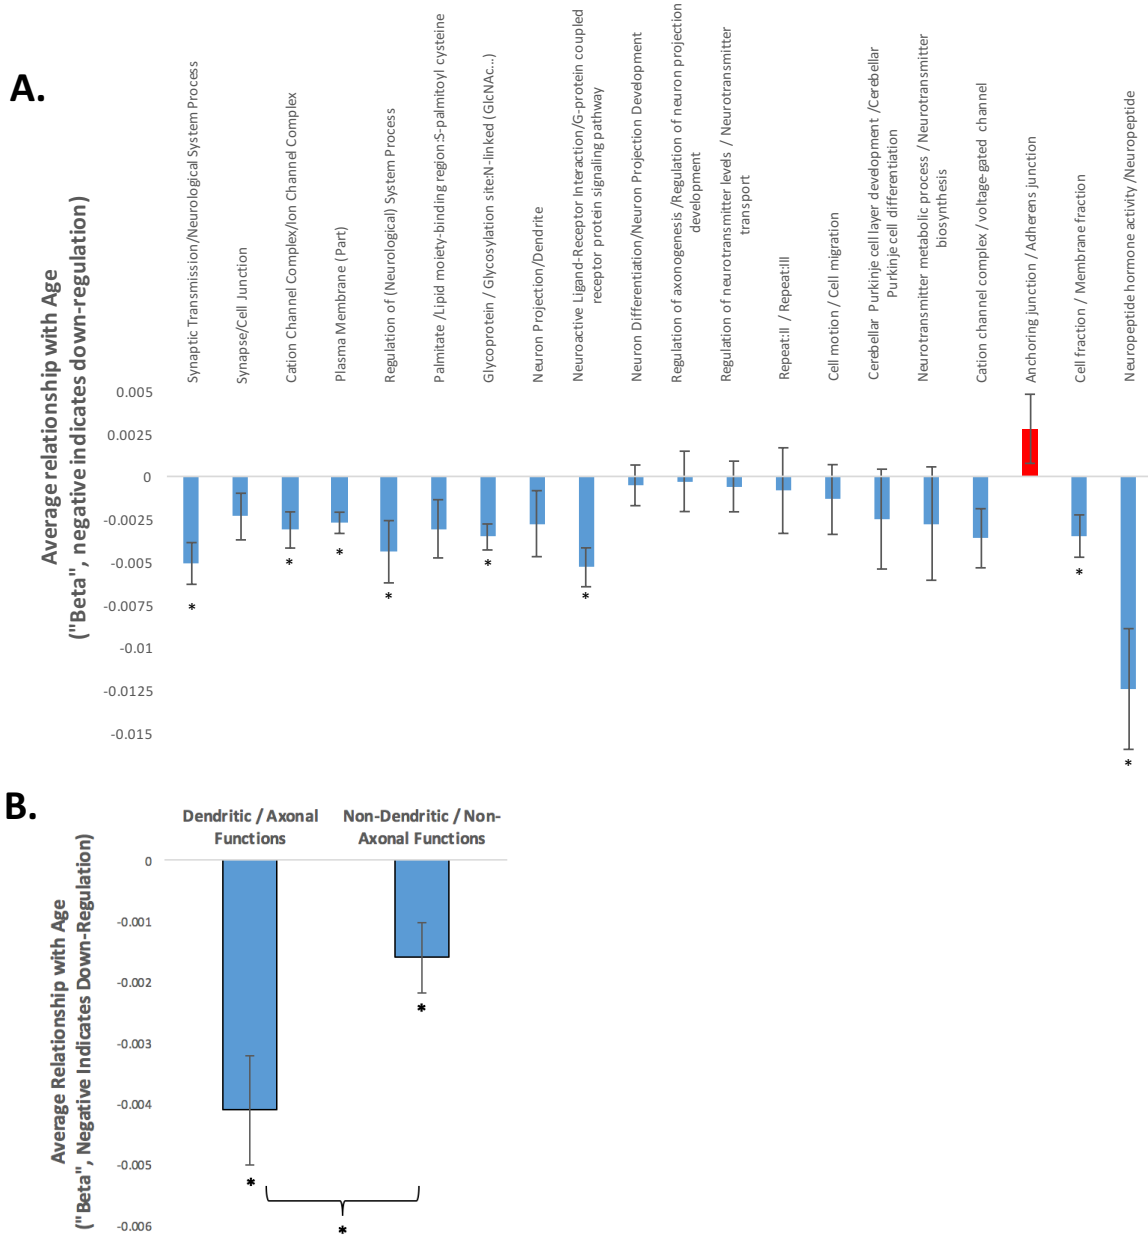 A.
Synaptic Transmission/Neurological System Process
Synapse/Cell Junction
Cation Channel Complex/Ion Channel Complex
Plasma Membrane (Part)
Regulation of (Neurological) System Process
Palmitate /Lipid moiety-binding region:S-palmitoyl cysteine
Glycoprotein / Glycosylation site:N-linked (GlcNAc...)
Neuron Projection/Dendrite
Neuroactive Ligand-Receptor Interaction/G-protein coupled
receptor protein signaling pathway
Neuron Differentiation/Neuron Projection Development
Regulation of axonogenesis /Regulation of neuron projection
development
Regulation of neurotransmitter levels / Neurotransmitter
transport
Repeat:II / Repeat:III
Cell motion / Cell migration
Cerebellar Purkinje cell layer development /Cerebellar
Purkinje cell differentiation
Neurotransmitter metabolic process / Neurotransmitter
biosynthesis
Cation channel complex / voltage-gated channel
Anchoring junction / Adherens junction
Cell fraction / Membrane fraction
Neuropeptide hormone activity /Neuropeptide
Average relationship with Age
("Beta", negative indicates down-regulation)
0.005
0.0025
0
-0.0025
-0.005
-0.0075
-0.01
-0.0125
-0.015
*
*
*
*
*
*
*
*
B.
Dendritic / Axonal
Functions
Non-Dendritic / Non-
Axonal Functions
Average Relationship with Age
("Beta", Negative Indicates Down-Regulation)
0
-0.001
-0.002
-0.003
-0.004
-0.005
-0.006
*
*
*